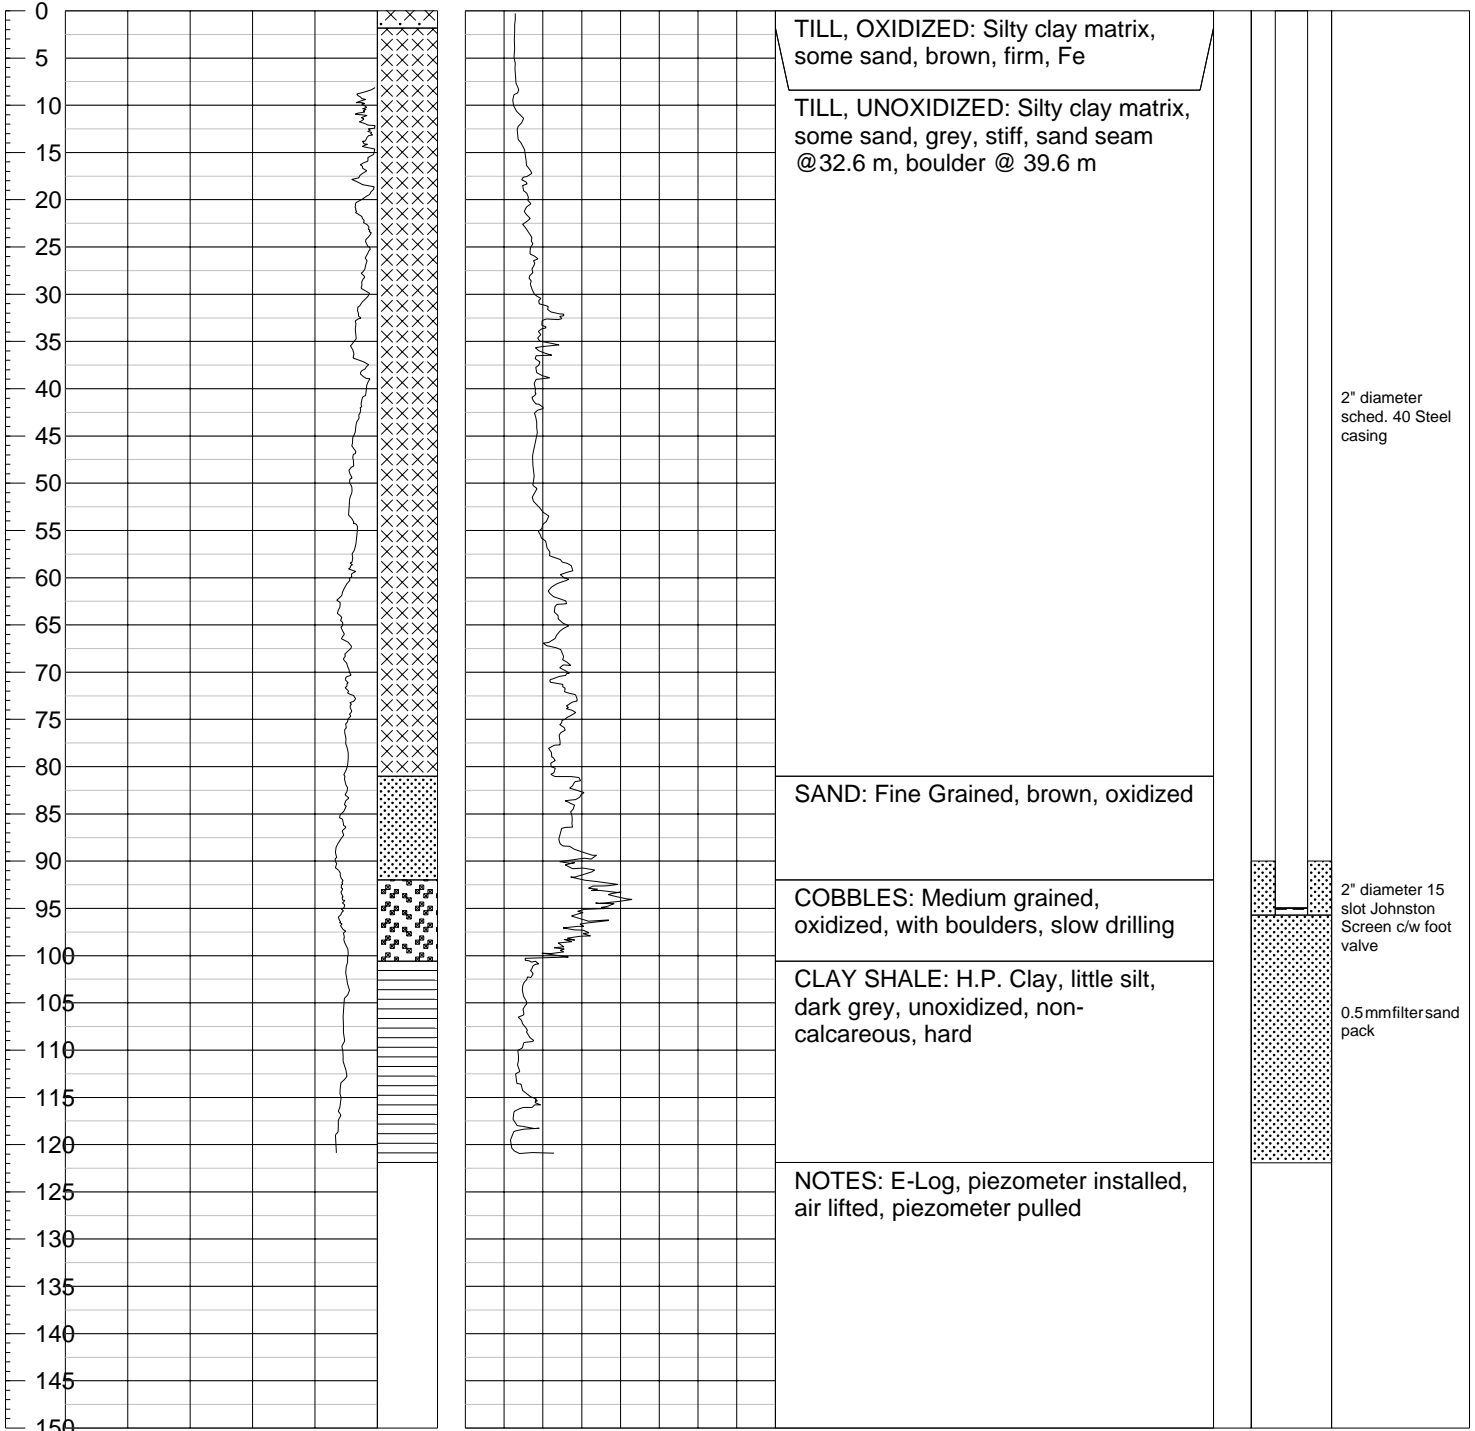 0
5
10
15
20
25
30
35
40
45
50
55
60
65
70
75
80
85
90
95
100
105
110
115
120
125
130
135
140
145
150
TILL, OXIDIZED: Silty clay matrix,
some sand, brown, firm, Fe
TILL, UNOXIDIZED: Silty clay matrix,
some sand, grey, stiff, sand seam
@32.6 m, boulder @ 39.6 m
SAND: Fine Grained, brown, oxidized
COBBLES: Medium grained,
oxidized, with boulders, slow drilling
CLAY SHALE: H.P. Clay, little silt,
dark grey, unoxidized, non-
calcareous, hard
NOTES: E-Log, piezometer installed,
air lifted, piezometer pulled
2" diameter
sched. 40 Steel
casing
2" diameter 15
slot Johnston
Screen c/w foot
valve
0.5 mm filter sand
pack